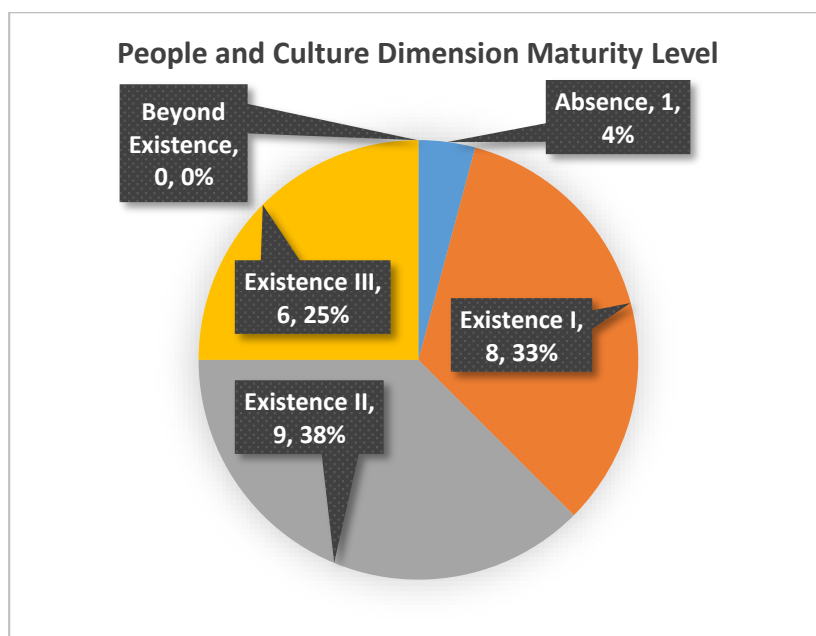 People and Culture Dimension Maturity Level
Beyond
Existence,
0, 0%
Absence, 1,
4%
Existence III,
6, 25%
Existence I,
8, 33%
Existence II,
9, 38%